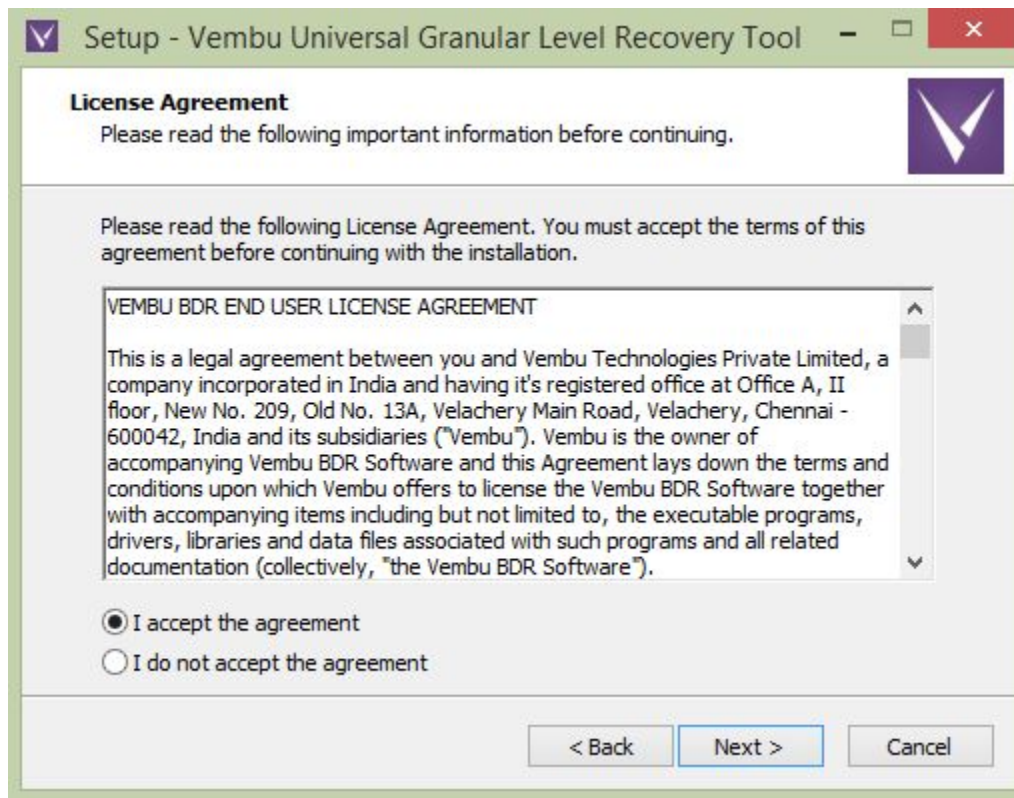 Setup - Vembu Universal Granular Level Recovery Tool
License Agreement
Please read the following important information before continuing.
Please read the following License Agreement. You must accept the terms of this
agreement before continuing with the installation.
VEMBU BDR END USER LICENSE AGREEMENT
This is a legal agreement between you and Vembu Technologies Private Limited, a
company incorporated in India and having it's registered office at Office A, II
floor, New No. 209, Old No. 13A, Velachery Main Road, Velachery, Chennai -
600042, India and its subsidiaries ("Vembu"). Vembu is the owner of
accompanying Vembu BDR Software and this Agreement lays down the terms and
conditions upon which Vembu offers to license the Vembu BDR Software together
with accompanying items including but not limited to, the executable programs,
drivers, libraries and data files associated with such programs and all related
documentation (collectively, "the Vembu BDR Software").
I accept the agreement
I do not accept the agreement
< Back Next > Cancel